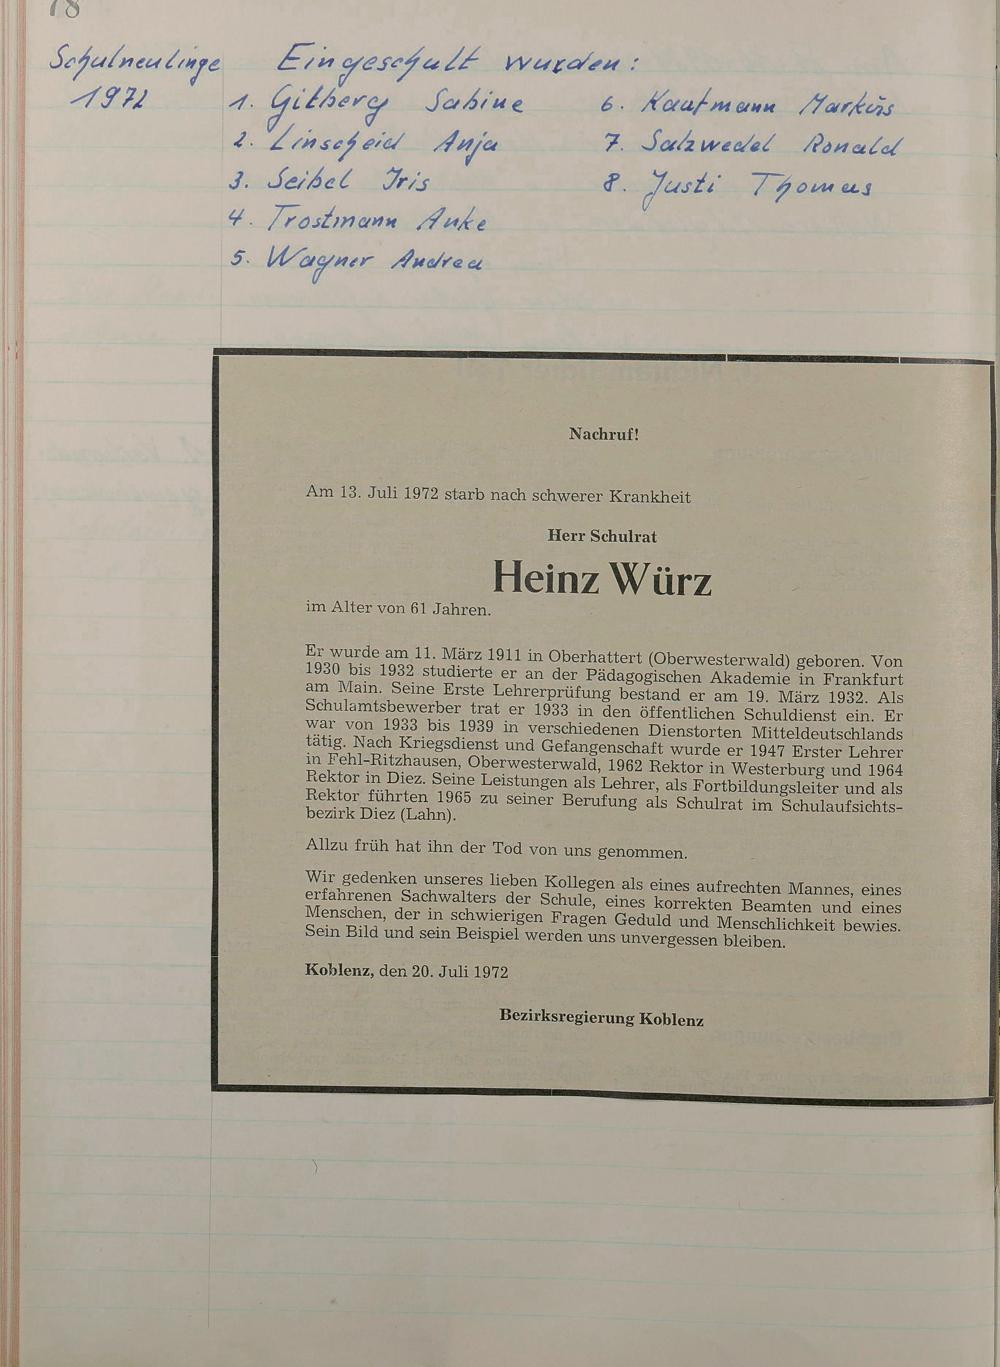 78
Schulneulinge
1972
Eingeschult wurden:
1. Gilberg Sabine
2. Linscheid Anja
3. Seibel Iris
4. Trostmann Anke
5. Wagner Andrea
6. Kaufmann Markus
7. Salzwedel Ronald
8. Justi Thomas
Nachruf!
Am 13. Juli 1972 starb nach schwerer Krankheit
Herr Schulrat
Heinz Würz
im Alter von 61 Jahren.
Er wurde am 11. März 1911 in Oberhattert (Oberwesterwald) geboren. Von
1930 bis 1932 studierte er an der Pädagogischen Akademie in Frankfurt
am Main. Seine Erste Lehrerprüfung bestand er am 19. März 1932. Als
Schulamtsbewerber trat er 1933 in den öffentlichen Schuldienst ein. Er
war von 1933 bis 1939 in verschiedenen Dienstorten Mitteldeutschlands
tätig. Nach Kriegsdienst und Gefangenschaft wurde er 1947 Erster Lehrer
in Fehl-Ritzhausen, Oberwesterwald, 1962 Rektor in Westerburg und 1964
Rektor in Diez. Seine Leistungen als Lehrer, als Fortbildungsleiter und als
Rektor führten 1965 zu seiner Berufung als Schulrat im Schulaufsichts-
bezirk Diez (Lahn).
Allzu früh hat ihn der Tod von uns genommen.
Wir gedenken unseres lieben Kollegen als eines aufrechten Mannes, eines
erfahrenen Sachwalters der Schule, eines korrekten Beamten und eines
Menschen, der in schwierigen Fragen Geduld und Menschlichkeit bewies.
Sein Bild und sein Beispiel werden uns unvergessen bleiben.
Koblenz, den 20. Juli 1972
Bezirksregierung Koblenz